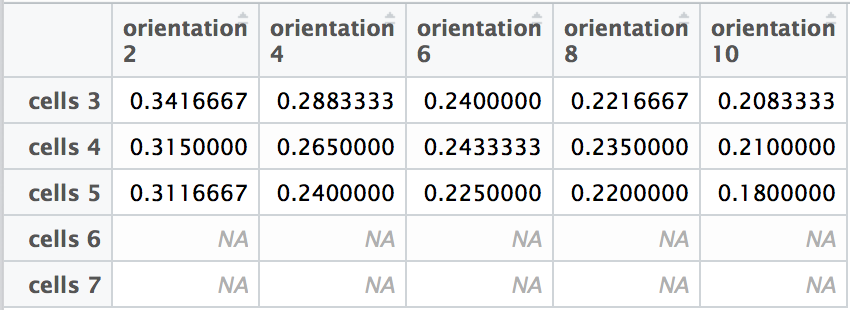 orientation 2 orientation 4 orientation 6 orientation 8 orientation 10
cells 3 0.3416667 0.2883333 0.2400000 0.2216667 0.2083333
cells 4 0.3150000 0.2650000 0.2433333 0.2350000 0.2100000
cells 5 0.3116667 0.2400000 0.2250000 0.2200000 0.1800000
cells 6 NA NA NA NA NA
cells 7 NA NA NA NA NA